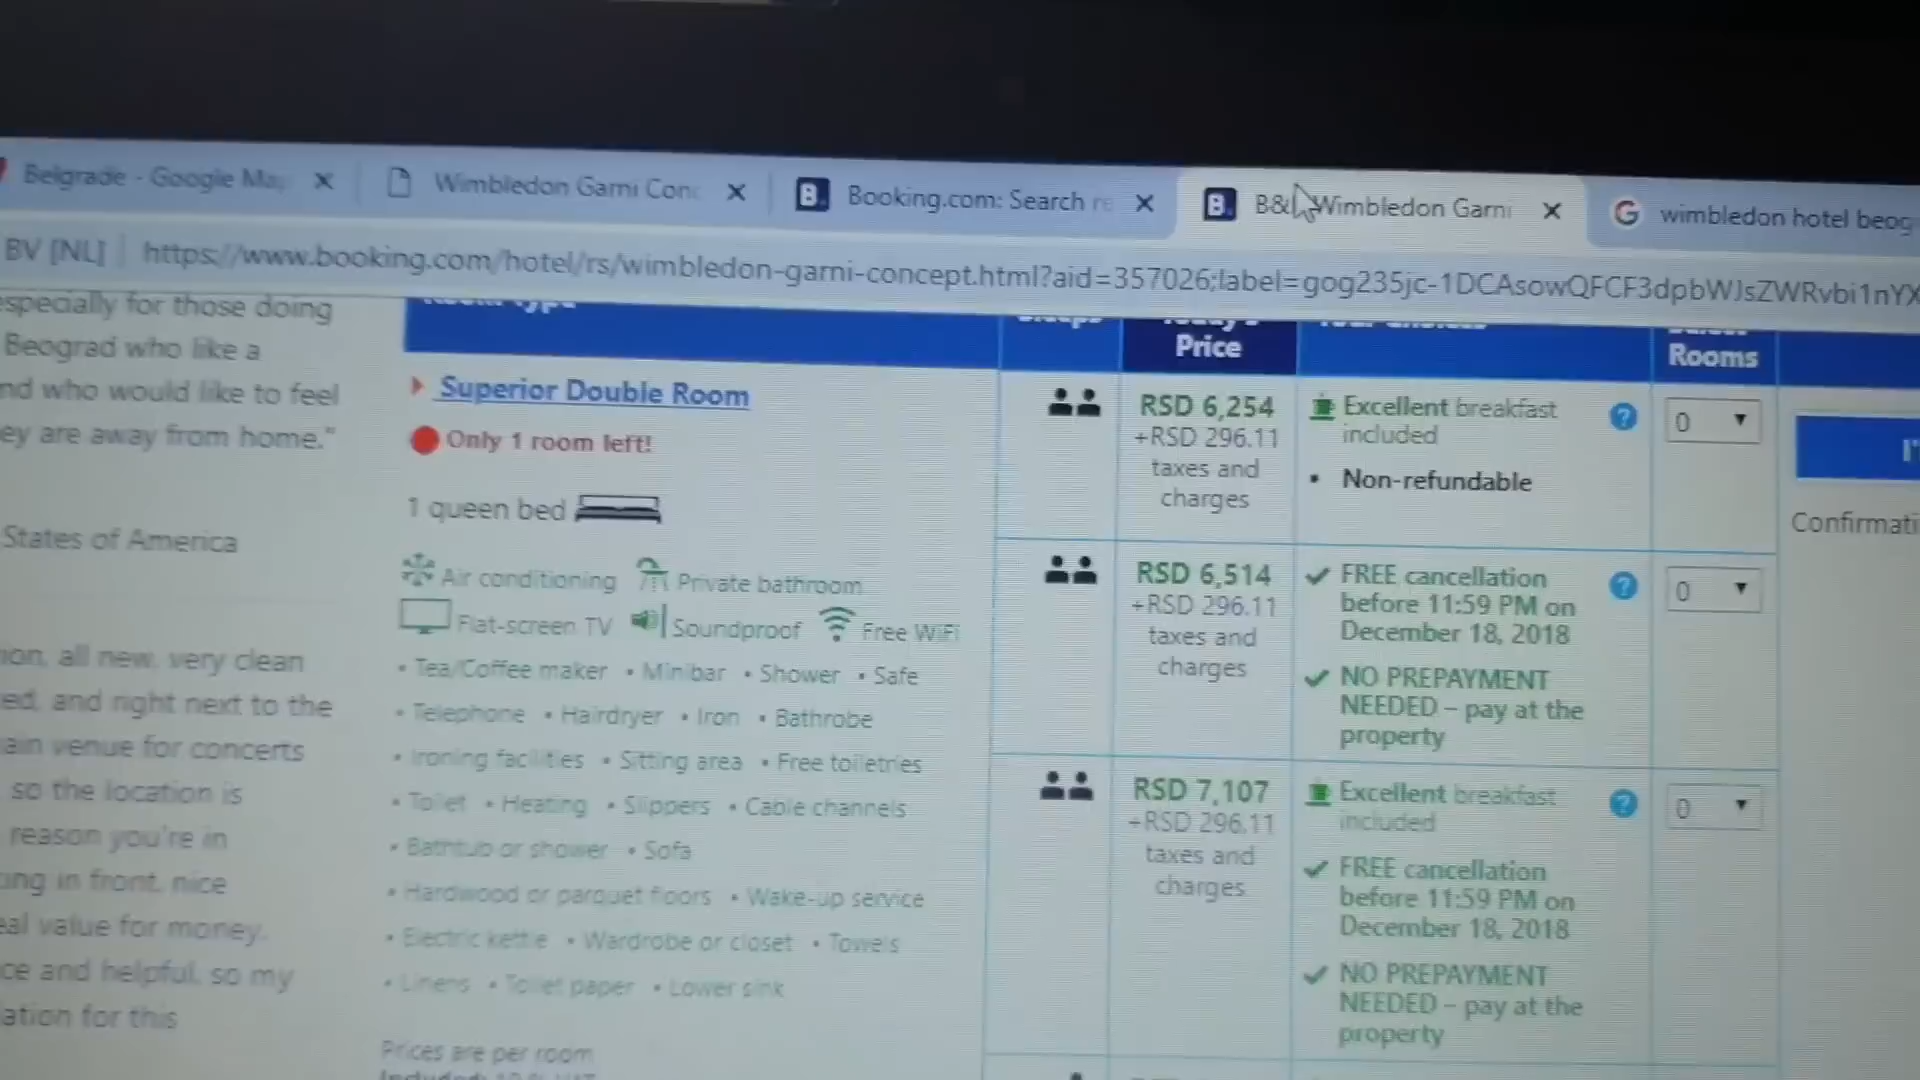 Belgrade - Google Ma
Wimbledon Garni Conc
Booking.com: Search re
B& Wimbledon Garni
wimbledon hotel beog
BV [NL] https://www.booking.com/hotel/rs/wimbledon-garni-concept.html?aid=357026;label=gog235jc-1DCAsowQFCF3dpbWJsZWRvbi1nYX
especially for those doing
Beograd who like a
nd who would like to feel
ey are away from home."
States of America
ion, all new, very clean
ed, and right next to the
ain venue for concerts
so the location is
reason you're in
ing in front, nice
eal value for money.
ce and helpful, so my
ation for this
Price
Rooms
Superior Double Room
Only 1 room left!
1 queen bed
Air conditioning Private bathroom
Flat-screen TV Soundproof Free WiFi
• Tea/Coffee maker • Minibar • Shower • Safe
• Telephone • Hairdryer • Iron • Bathrobe
• Ironing facilities • Sitting area • Free toiletries
• Toilet • Heating • Slippers • Cable channels
• Bathtub or shower • Sofa
• Hardwood or parquet floors • Wake-up service
• Electric kettle • Wardrobe or closet • Towels
• Linens • Toilet paper • Lower sink
Prices are per room
RSD 6,254
+RSD 296.11
taxes and
charges
Excellent breakfast
included
• Non-refundable
?
0
Confirmati
RSD 6,514
+RSD 296.11
taxes and
charges
✓ FREE cancellation
before 11:59 PM on
December 18, 2018
✓ NO PREPAYMENT
NEEDED – pay at the
property
?
0
RSD 7,107
+RSD 296.11
taxes and
charges
Excellent breakfast
included
✓ FREE cancellation
before 11:59 PM on
December 18, 2018
✓ NO PREPAYMENT
NEEDED – pay at the
property
?
0